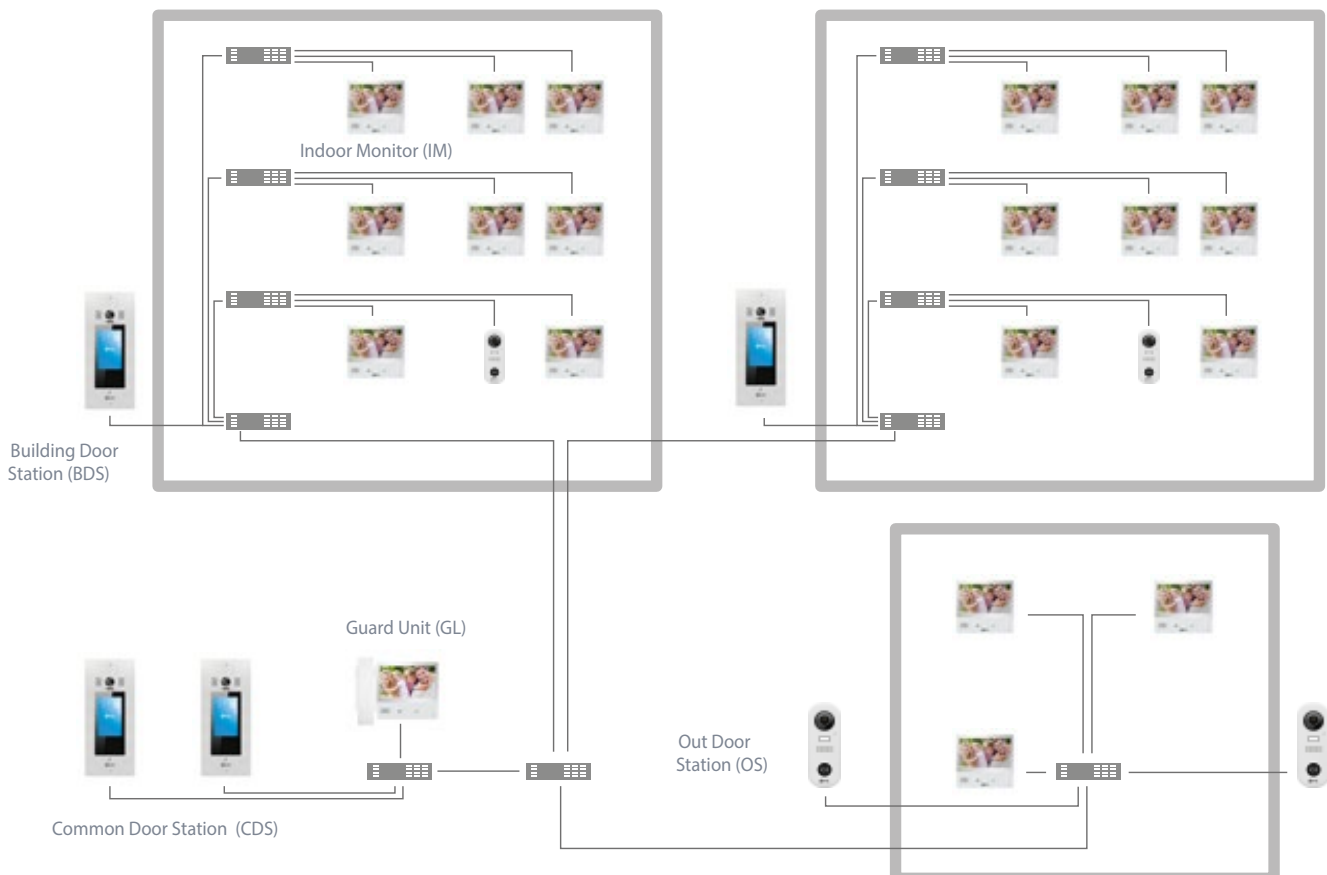 Indoor Monitor (IM)
Building Door
Station (BDS)
Guard Unit (GL)
Out Door
Station (OS)
Common Door Station (CDS)